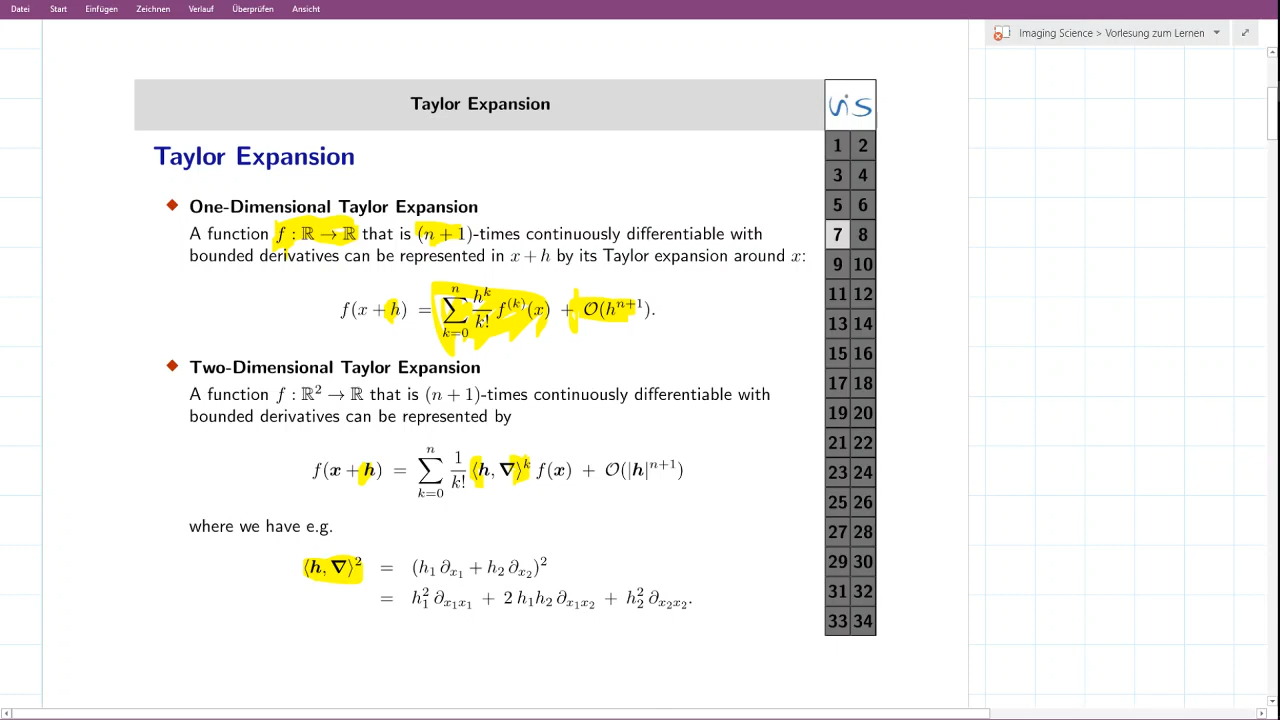 Datei Start Einfügen Zeichnen Verlauf Überprüfen Ansicht
Imaging Science > Vorlesung zum Lernen
Taylor Expansion
vis
Taylor Expansion
◆ One-Dimensional Taylor Expansion
A function f : ℝ → ℝ that is (n + 1)-times continuously differentiable with
bounded derivatives can be represented in x + h by its Taylor expansion around x:
f(x + h) = ∑_{k=0}^{n} h^k/k! f^{(k)}(x) + O(h^{n+1}).
◆ Two-Dimensional Taylor Expansion
A function f : ℝ² → ℝ that is (n + 1)-times continuously differentiable with
bounded derivatives can be represented by
f(x + h) = ∑_{k=0}^{n} 1/k! ⟨h, ∇⟩^k f(x) + O(|h|^{n+1})
where we have e.g.
⟨h, ∇⟩² = (h₁ ∂_{x₁} + h₂ ∂_{x₂})²
= h₁² ∂_{x₁x₁} + 2 h₁h₂ ∂_{x₁x₂} + h₂² ∂_{x₂x₂}.
1 2
3 4
5 6
7 8
9 10
11 12
13 14
15 16
17 18
19 20
21 22
23 24
25 26
27 28
29 30
31 32
33 34